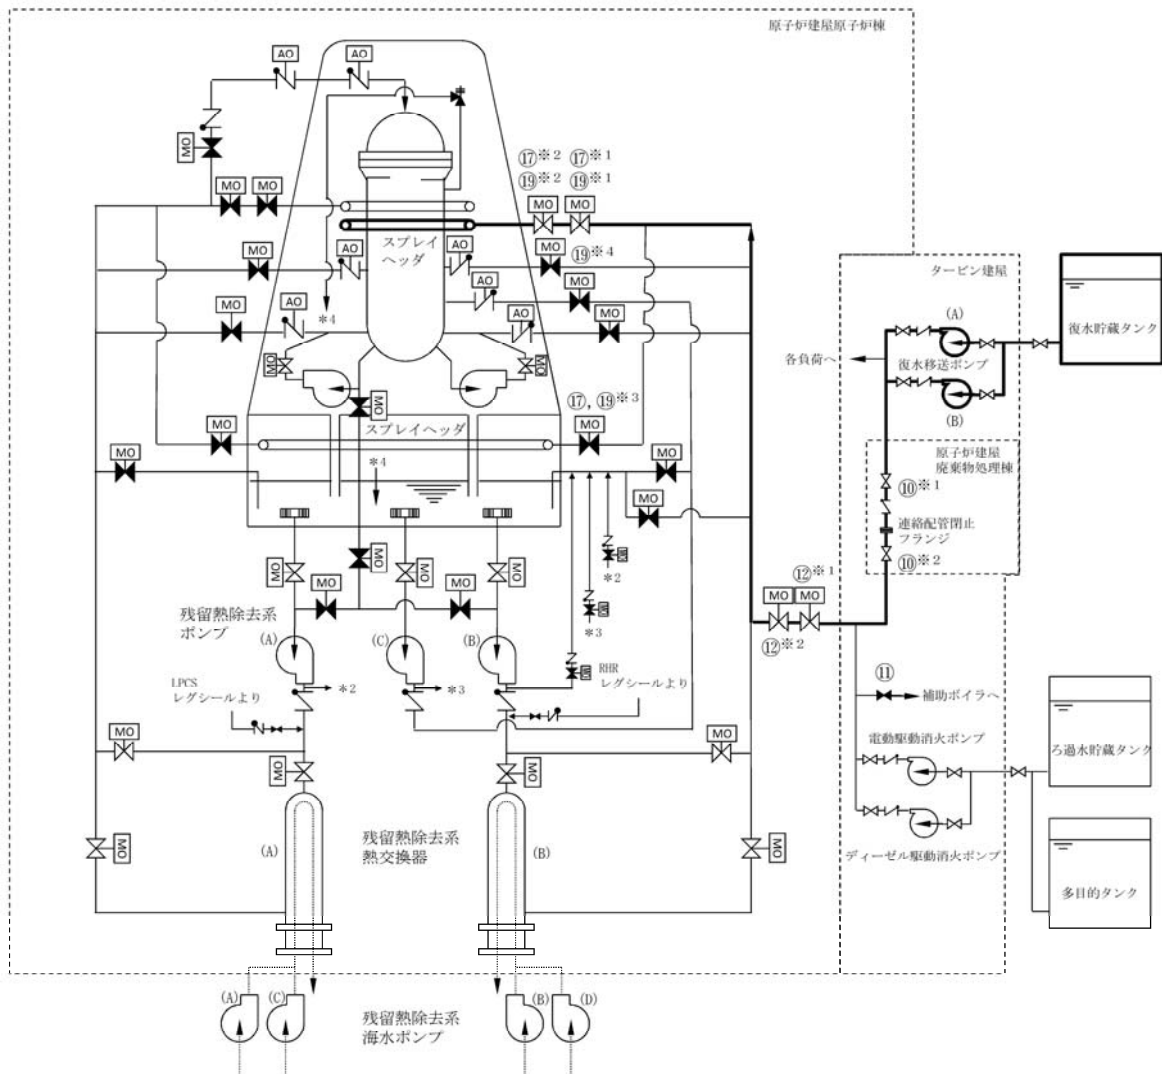 原子炉建屋原子炉棟
AO
AO
MO
⑰※2 ⑰※1
⑲※2 ⑲※1
MO
MO
MO
MO
スプレイ
ヘッダ
AO
MO
AO
⑲※4
MO
タービン建屋
AO
MO
MO
AO
*4
AO
MO
(A)
復水貯蔵タンク
各負荷へ
復水移送ポンプ
(B)
MO
MO
MO
⑰, ⑲※3
スプレイヘッダ
MO
MO
原子炉建屋
廃棄物処理棟
MO
*4
MO
⑩※1
MO
連絡配管閉止
フランジ
⑩※2
MO
MO
MO
MO
MO
*2
⑫※1
MO
MO
MO
MO
MO
*3
⑫※2
残留熱除去系
ポンプ
(A)
(C)
(B)
MO
LPCS
レグシールより
*2
*3
RHR
レグシールより
⑪
補助ボイラへ
MO
MO
電動駆動消火ポンプ
ろ過水貯蔵タンク
MO
MO
(A)
残留熱除去系
熱交換器
(B)
MO
MO
ディーゼル駆動消火ポンプ
多目的タンク
(A)
(C)
残留熱除去系
海水ポンプ
(B)
(D)